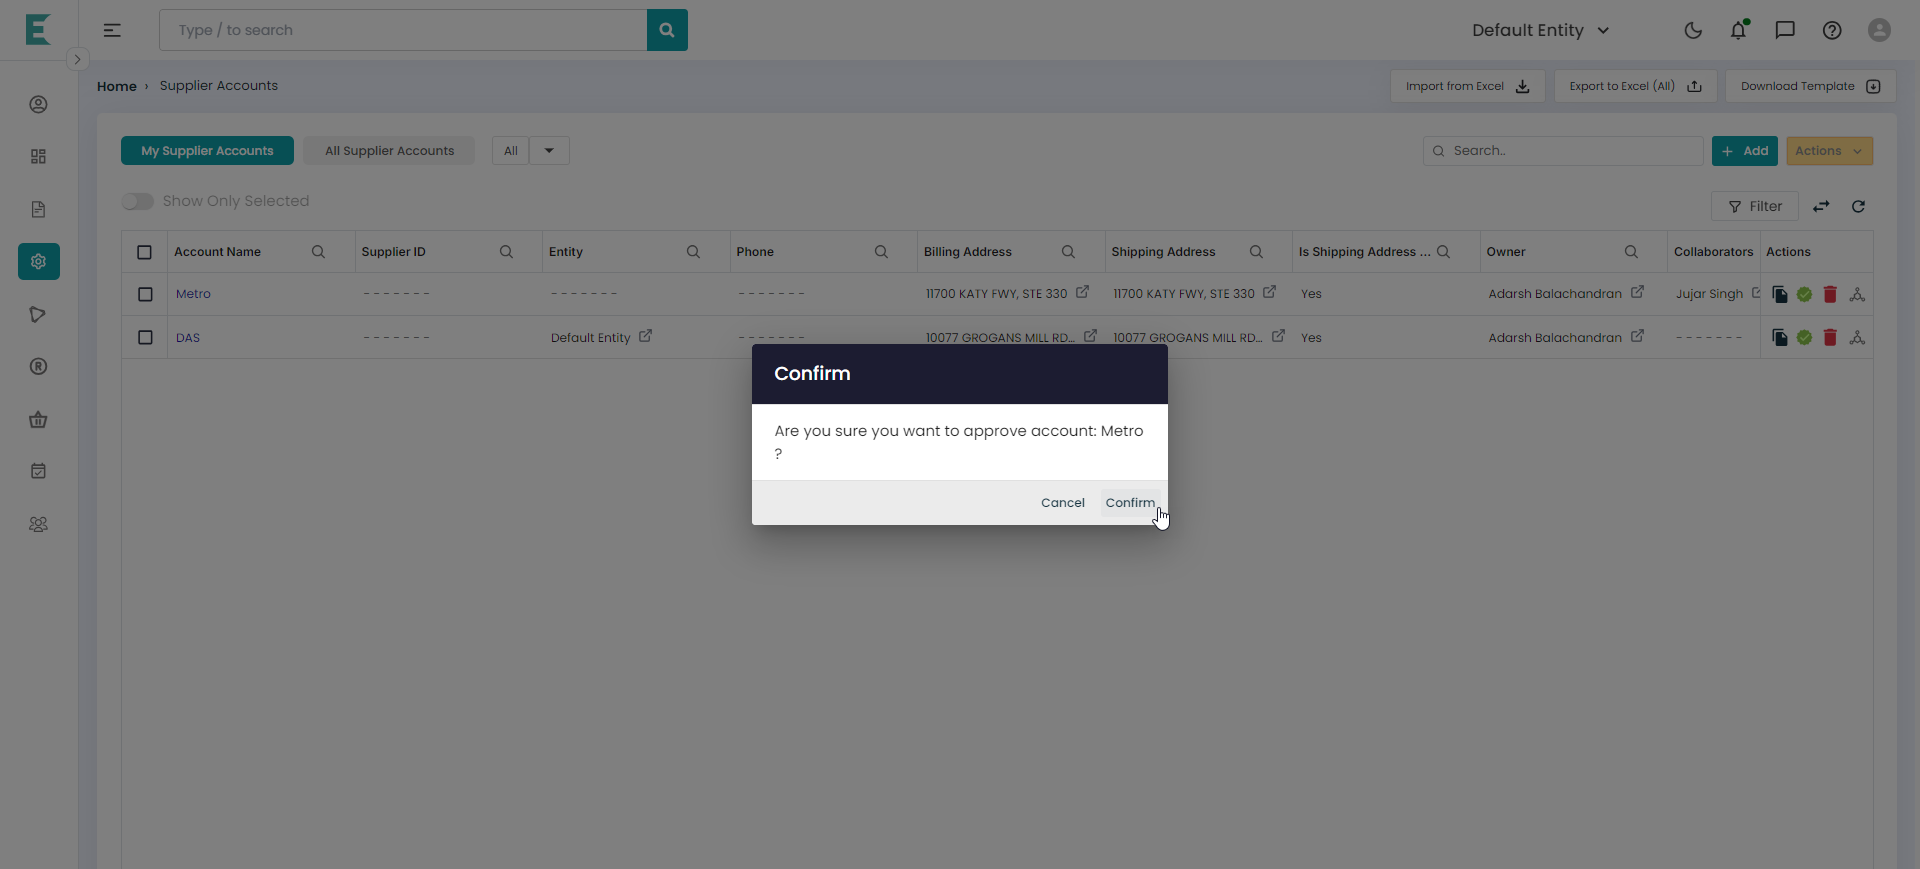 Type / to search
Default Entity
Home › Supplier Accounts
Import from Excel
Export to Excel (All)
Download Template
My Supplier Accounts
All Supplier Accounts
All
Search..
+ Add
Actions
Show Only Selected
Filter
Account Name
Supplier ID
Entity
Phone
Billing Address
Shipping Address
Is Shipping Address ...
Owner
Collaborators
Actions
Metro
- - - - - - -
- - - - - - -
- - - - - - -
11700 KATY FWY, STE 330
11700 KATY FWY, STE 330
Yes
Adarsh Balachandran
Jujar Singh
DAS
- - - - - - -
Default Entity
- - - - - - -
10077 GROGANS MILL RD...
10077 GROGANS MILL RD...
Yes
Adarsh Balachandran
- - - - - - -
Confirm
Are you sure you want to approve account: Metro
?
Cancel
Confirm